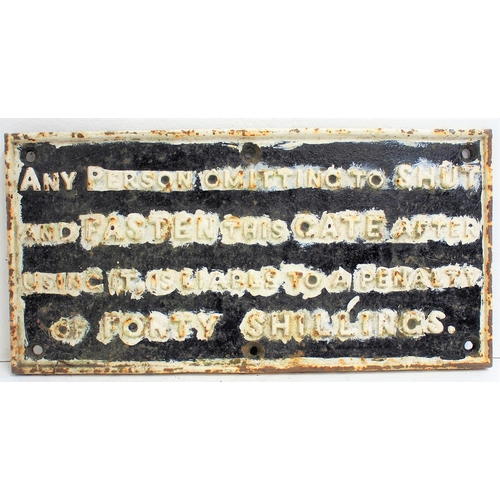 ANY PERSON OMITTING TO SHUT
AND FASTEN THIS GATE AFTER
USING IT, IS LIABLE TO A PENALTY
OF FORTY SHILLINGS.